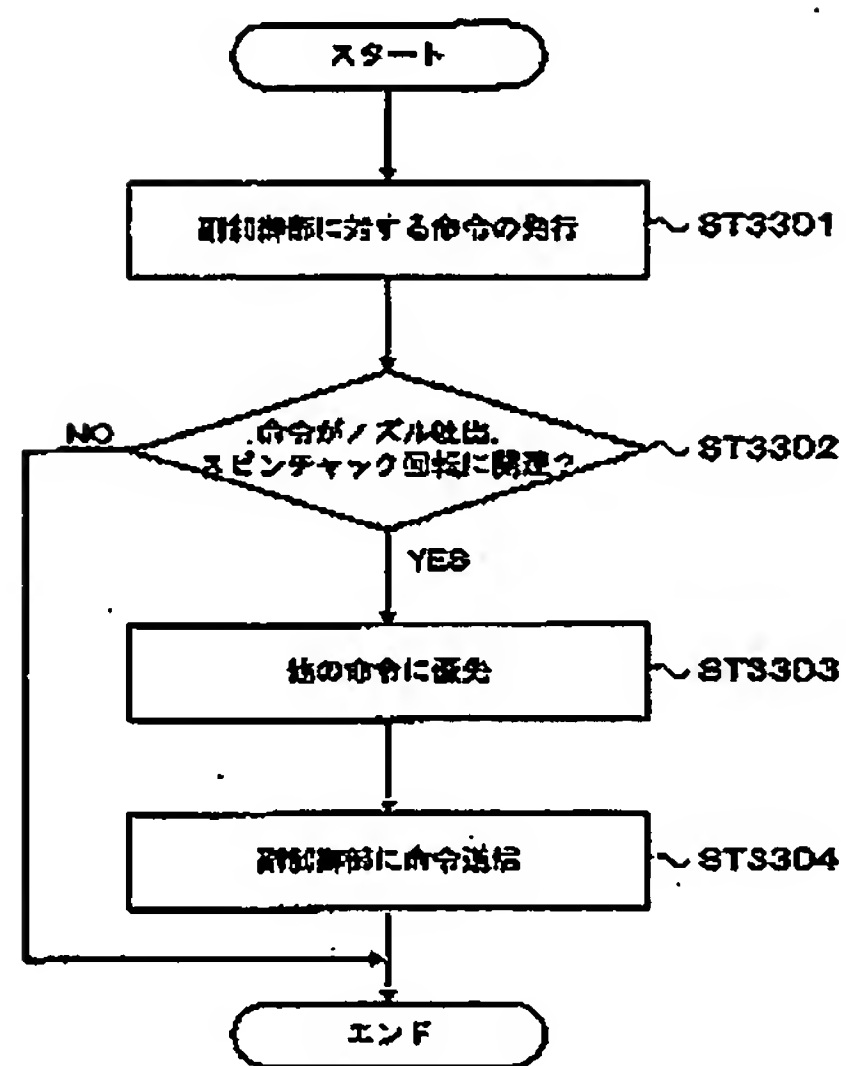 スタート
副制御部に対する命令の発行
ST3301
命令がノズル吐出、
スピンチャック回転に関連?
ST3302
NO
YES
他の命令に優先
ST3303
副制御部に命令送信
ST3304
エンド